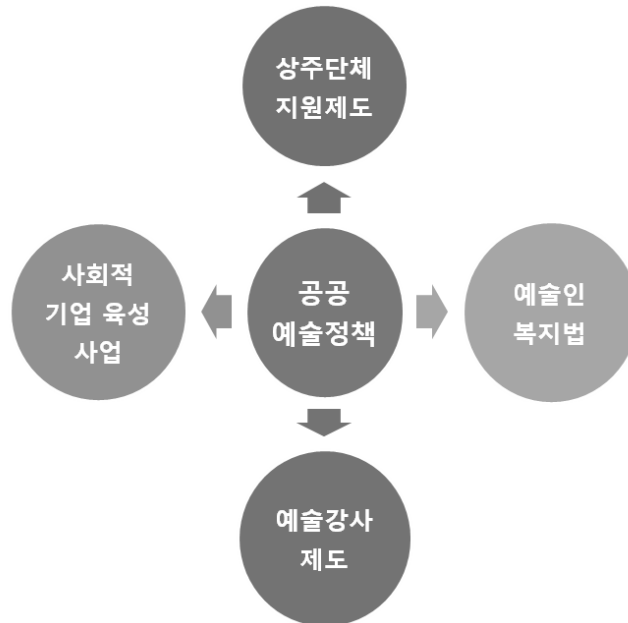 상주단체
지원제도
사회적
기업 육성
사업
공공
예술정책
예술인
복지법
예술강사
제도